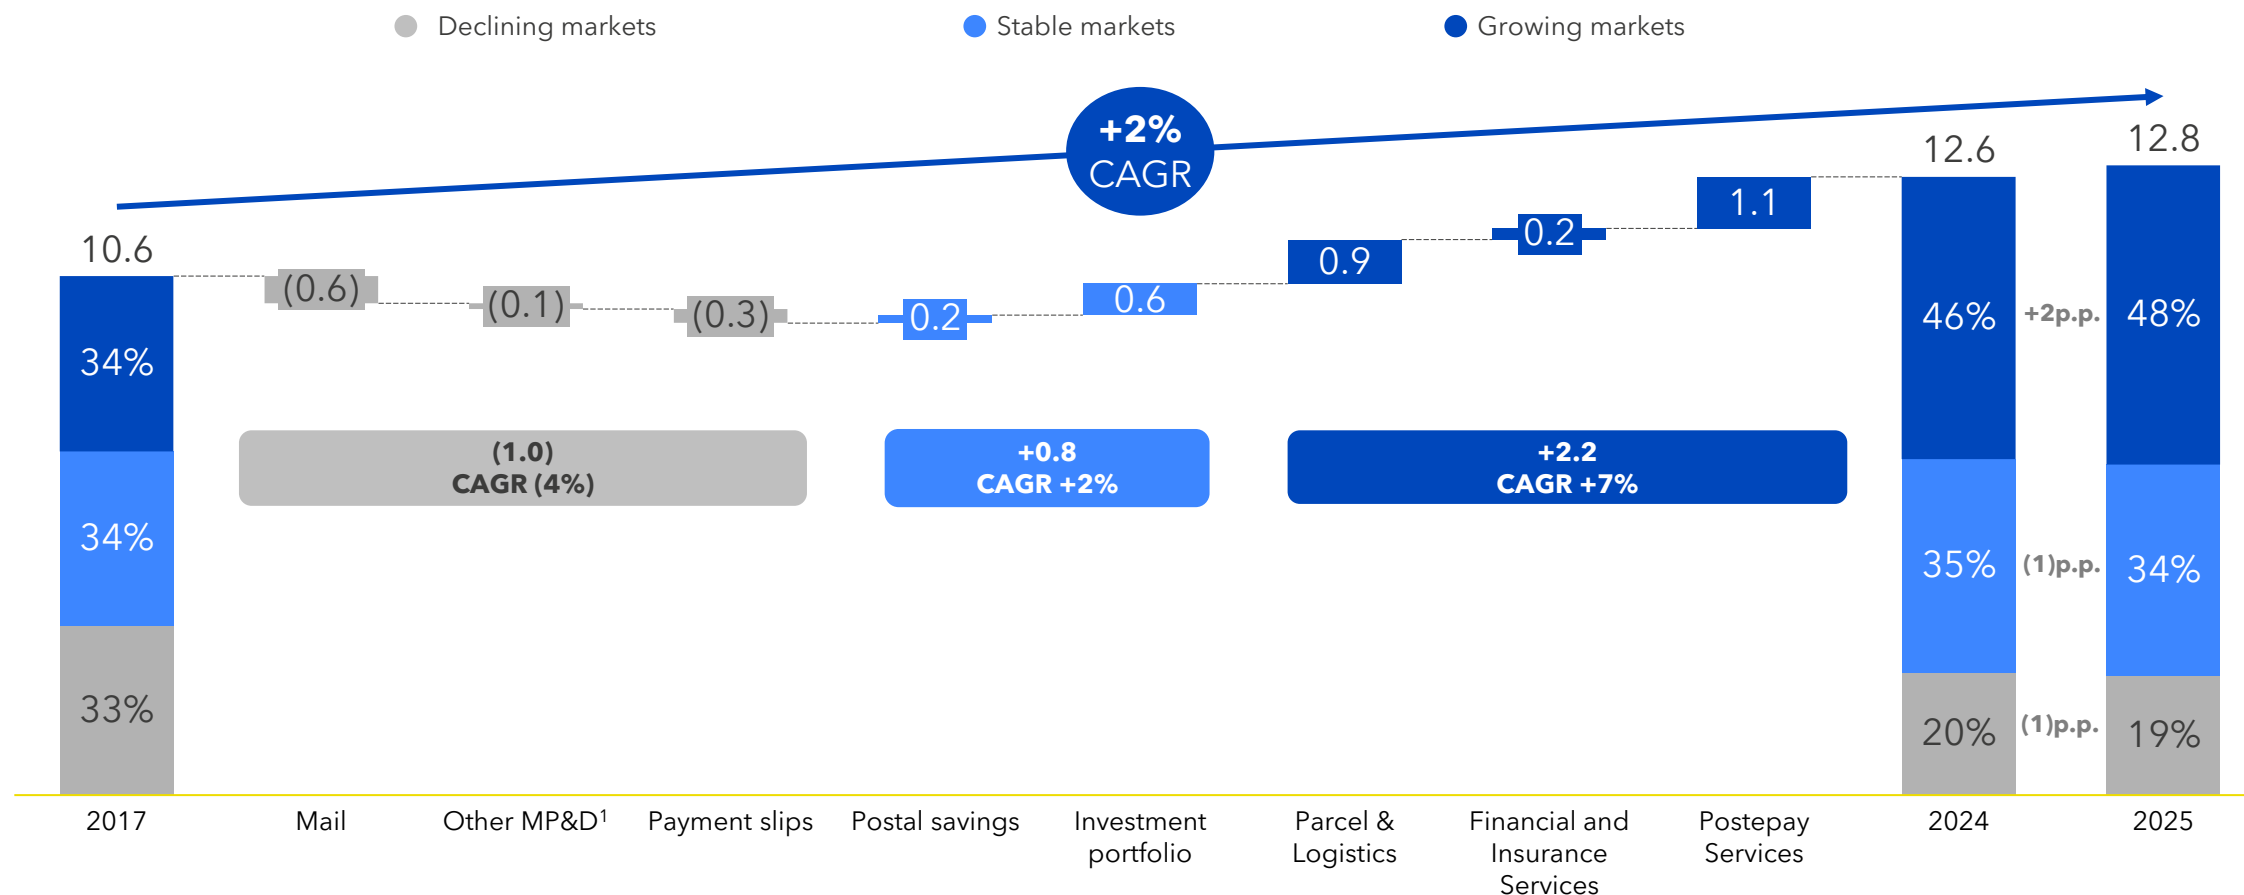 Declining markets
Stable markets
Growing markets
+2%
CAGR
10.6
(0.6)
(0.1)
(0.3)
0.2
0.6
0.9
0.2
1.1
12.6
12.8
34%
34%
33%
(1.0)
CAGR (4%)
+0.8
CAGR +2%
+2.2
CAGR +7%
46%
+2p.p.
48%
35%
(1)p.p.
34%
20%
(1)p.p.
19%
2017
Mail
Other MP&D¹
Payment slips
Postal savings
Investment
portfolio
Parcel &
Logistics
Financial and
Insurance
Services
Postepay
Services
2024
2025